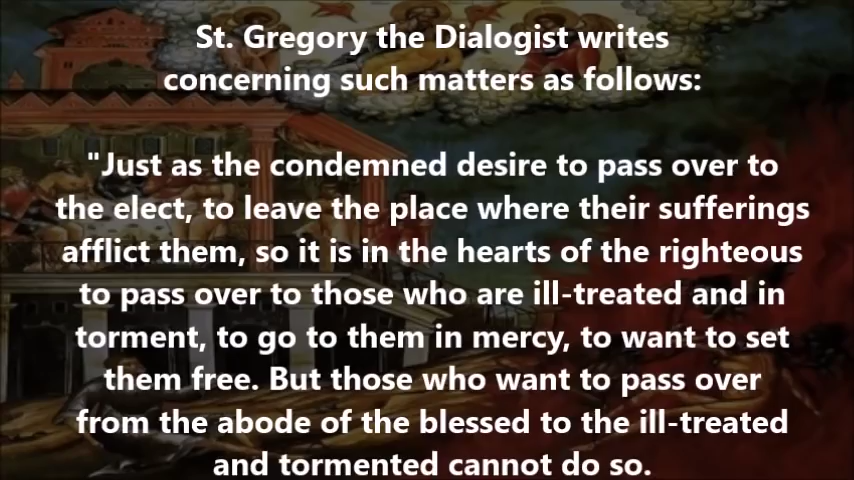 St. Gregory the Dialogist writes
concerning such matters as follows:
"Just as the condemned desire to pass over to
the elect, to leave the place where their sufferings
afflict them, so it is in the hearts of the righteous
to pass over to those who are ill-treated and in
torment, to go to them in mercy, to want to set
them free. But those who want to pass over
from the abode of the blessed to the ill-treated
and tormented cannot do so.